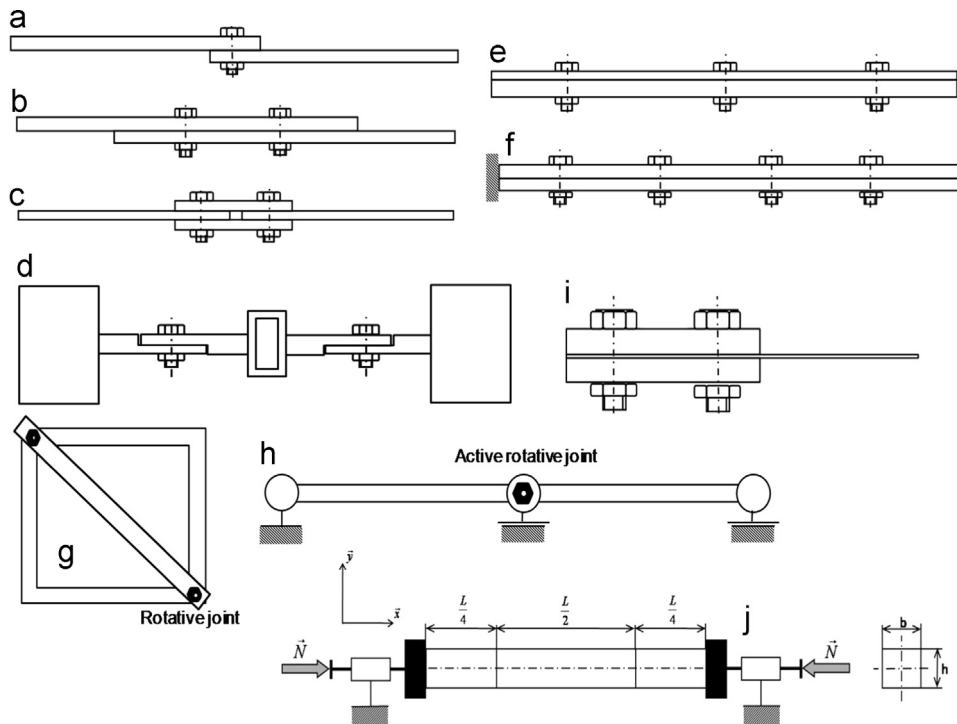 a
e
b
f
c
d
i
h
Active rotative joint
g
Rotative joint
y
x
L/4
L/2
L/4
j
b
N
N
h